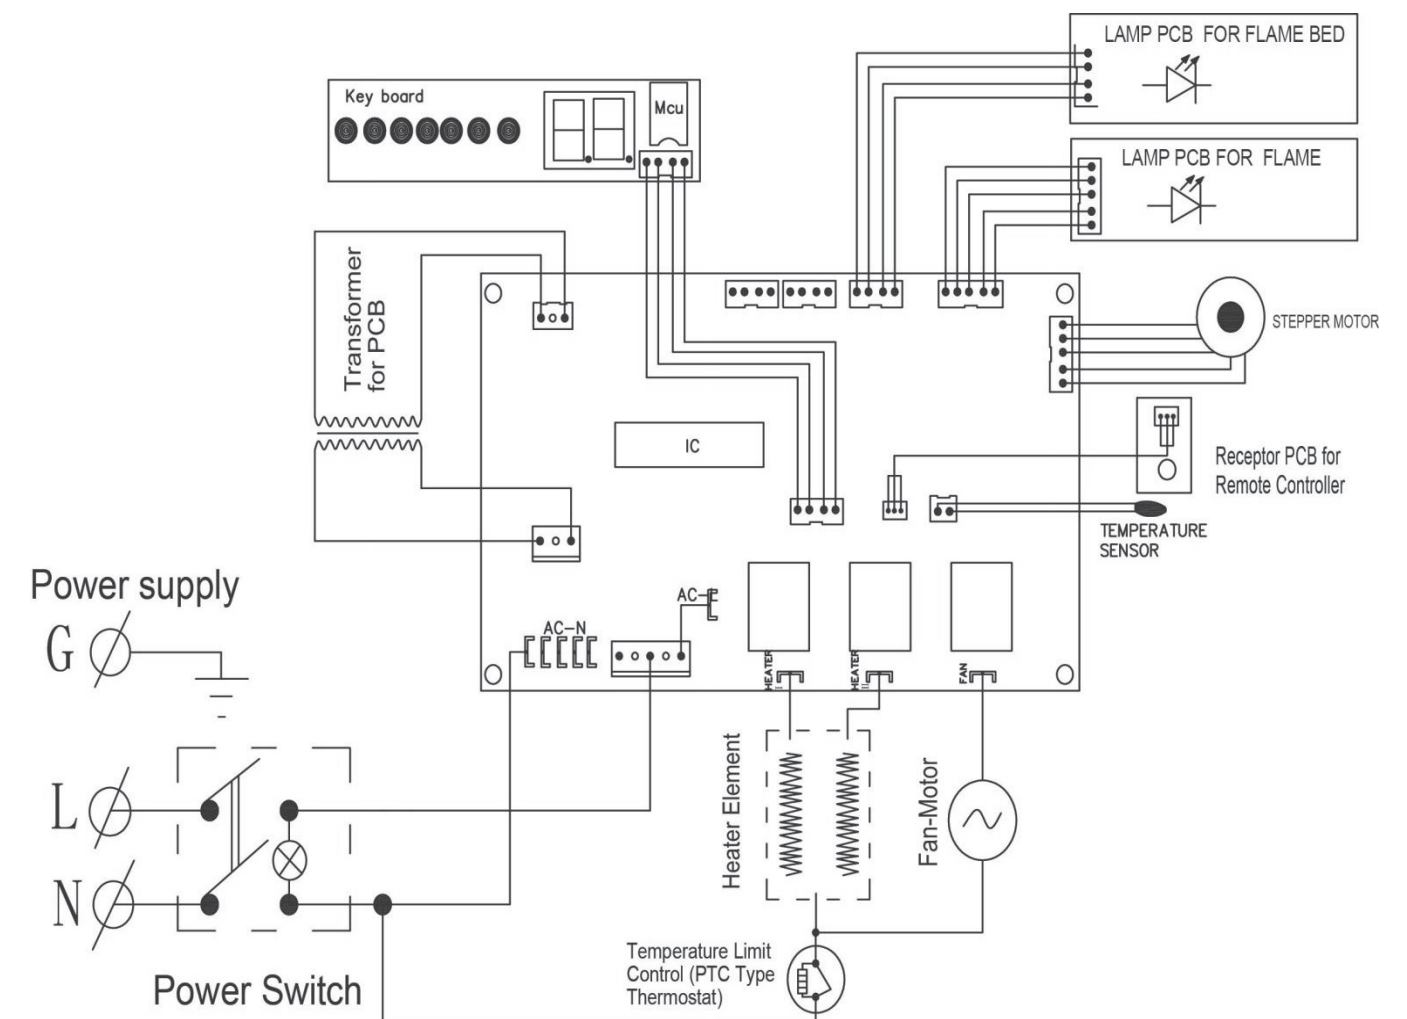 LAMP PCB FOR FLAME BED
Key board
Mcu
LAMP PCB FOR FLAME
Transformer
for PCB
STEPPER MOTOR
IC
Receptor PCB for
Remote Controller
TEMPERATURE
SENSOR
Power supply
G
AC-N
AC-L
HEATER
I
HEATER
II
FAN
L
N
Heater Element
Fan-Motor
Power Switch
Temperature Limit
Control (PTC Type
Thermostat)